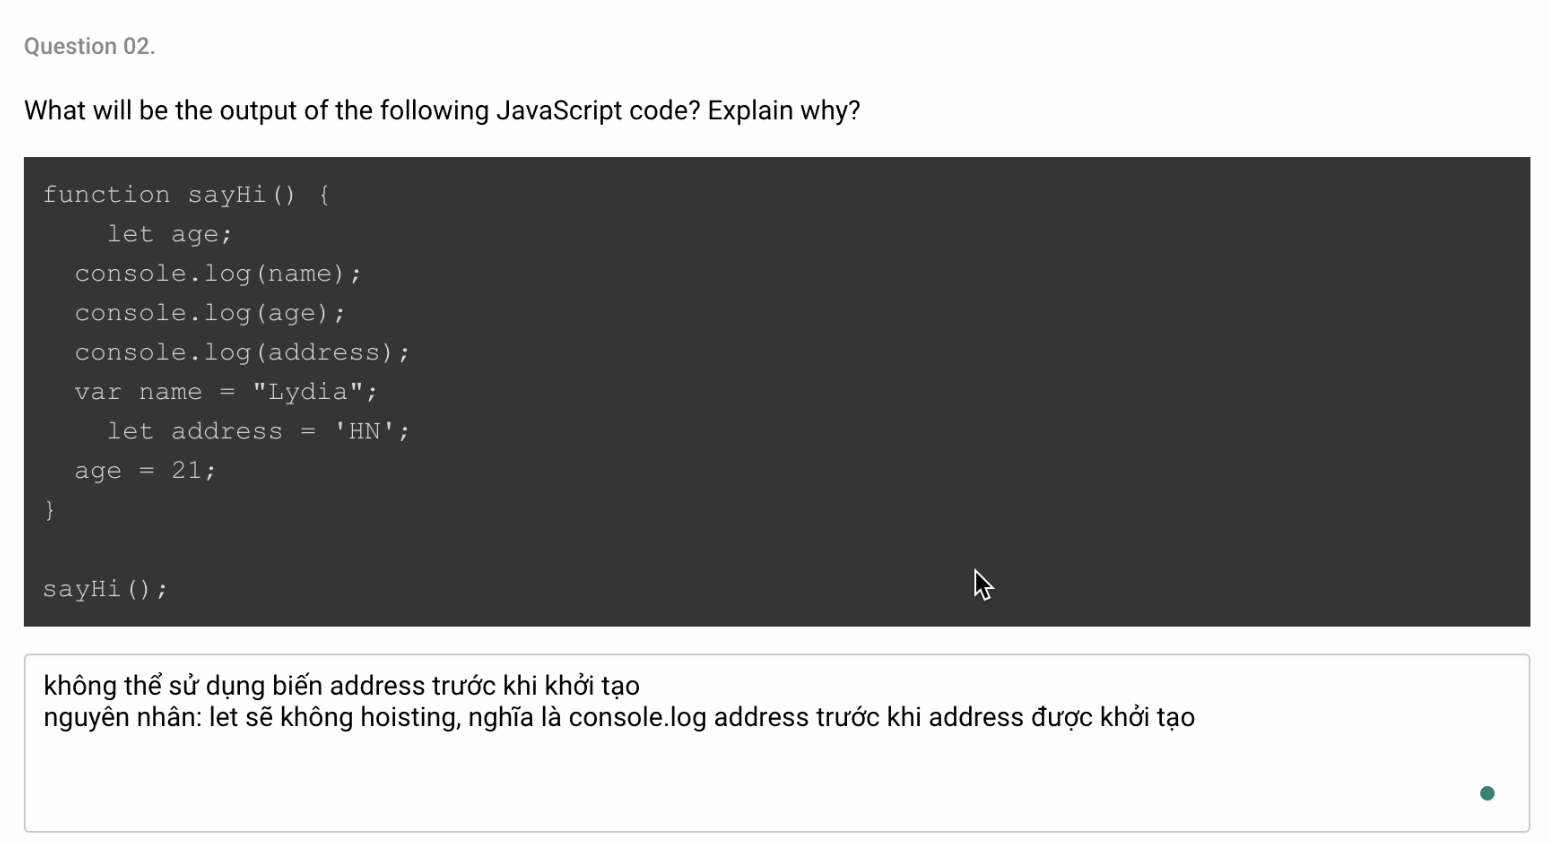 Question 02.
What will be the output of the following JavaScript code? Explain why?
function sayHi() {
    let age;
  console.log(name);
  console.log(age);
  console.log(address);
  var name = "Lydia";
    let address = 'HN';
  age = 21;
}
sayHi();
không thể sử dụng biến address trước khi khởi tạo
nguyên nhân: let sẽ không hoisting, nghĩa là console.log address trước khi address được khởi tạo